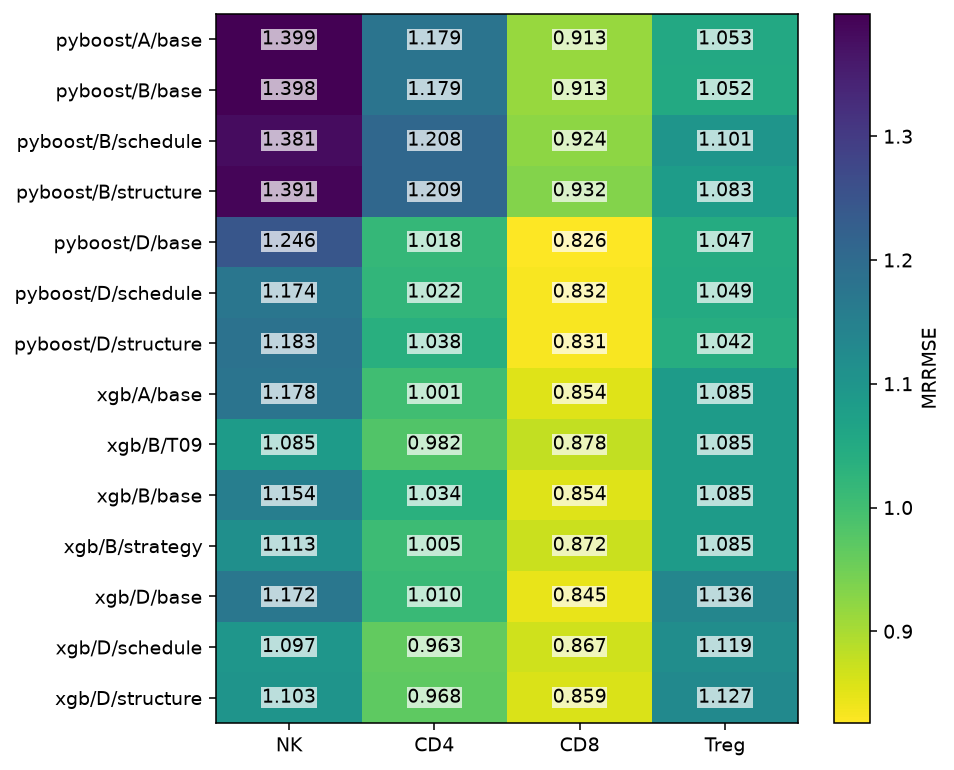 pyboost/A/base 1.399 1.179 0.913 1.053
pyboost/B/base 1.398 1.179 0.913 1.052
pyboost/B/schedule 1.381 1.208 0.924 1.101
pyboost/B/structure 1.391 1.209 0.932 1.083
pyboost/D/base 1.246 1.018 0.826 1.047
pyboost/D/schedule 1.174 1.022 0.832 1.049
pyboost/D/structure 1.183 1.038 0.831 1.042
xgb/A/base 1.178 1.001 0.854 1.085
xgb/B/T09 1.085 0.982 0.878 1.085
xgb/B/base 1.154 1.034 0.854 1.085
xgb/B/strategy 1.113 1.005 0.872 1.085
xgb/D/base 1.172 1.010 0.845 1.136
xgb/D/schedule 1.097 0.963 0.867 1.119
xgb/D/structure 1.103 0.968 0.859 1.127
NK CD4 CD8 Treg
1.3
1.2
1.1
1.0
0.9
MRRMSE